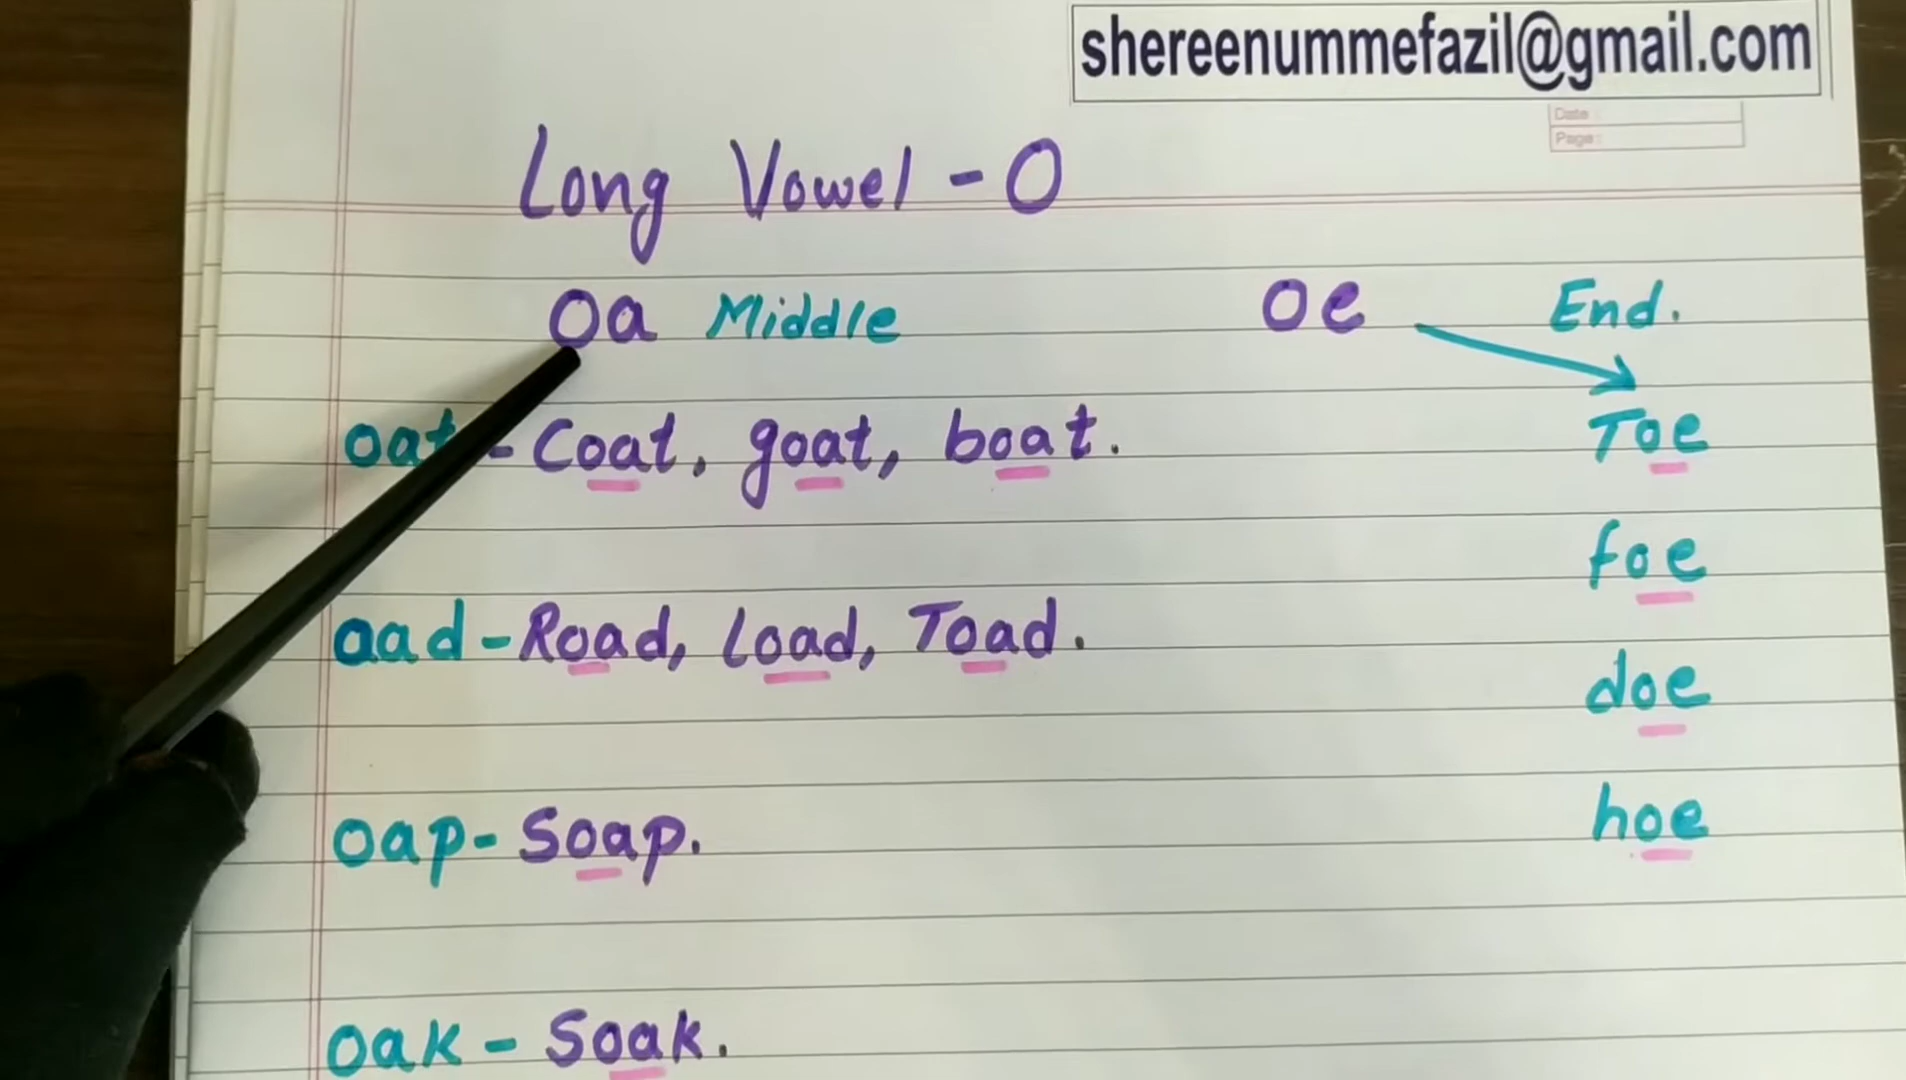 shereenummefazil@gmail.com
Date :
Page :
Long Vowel - O
Oa Middle
oe End.
oat - Coat, goat, boat.
Toe
foe
oad - Road, Load, Toad.
doe
oap - Soap.
hoe
oak - Soak.